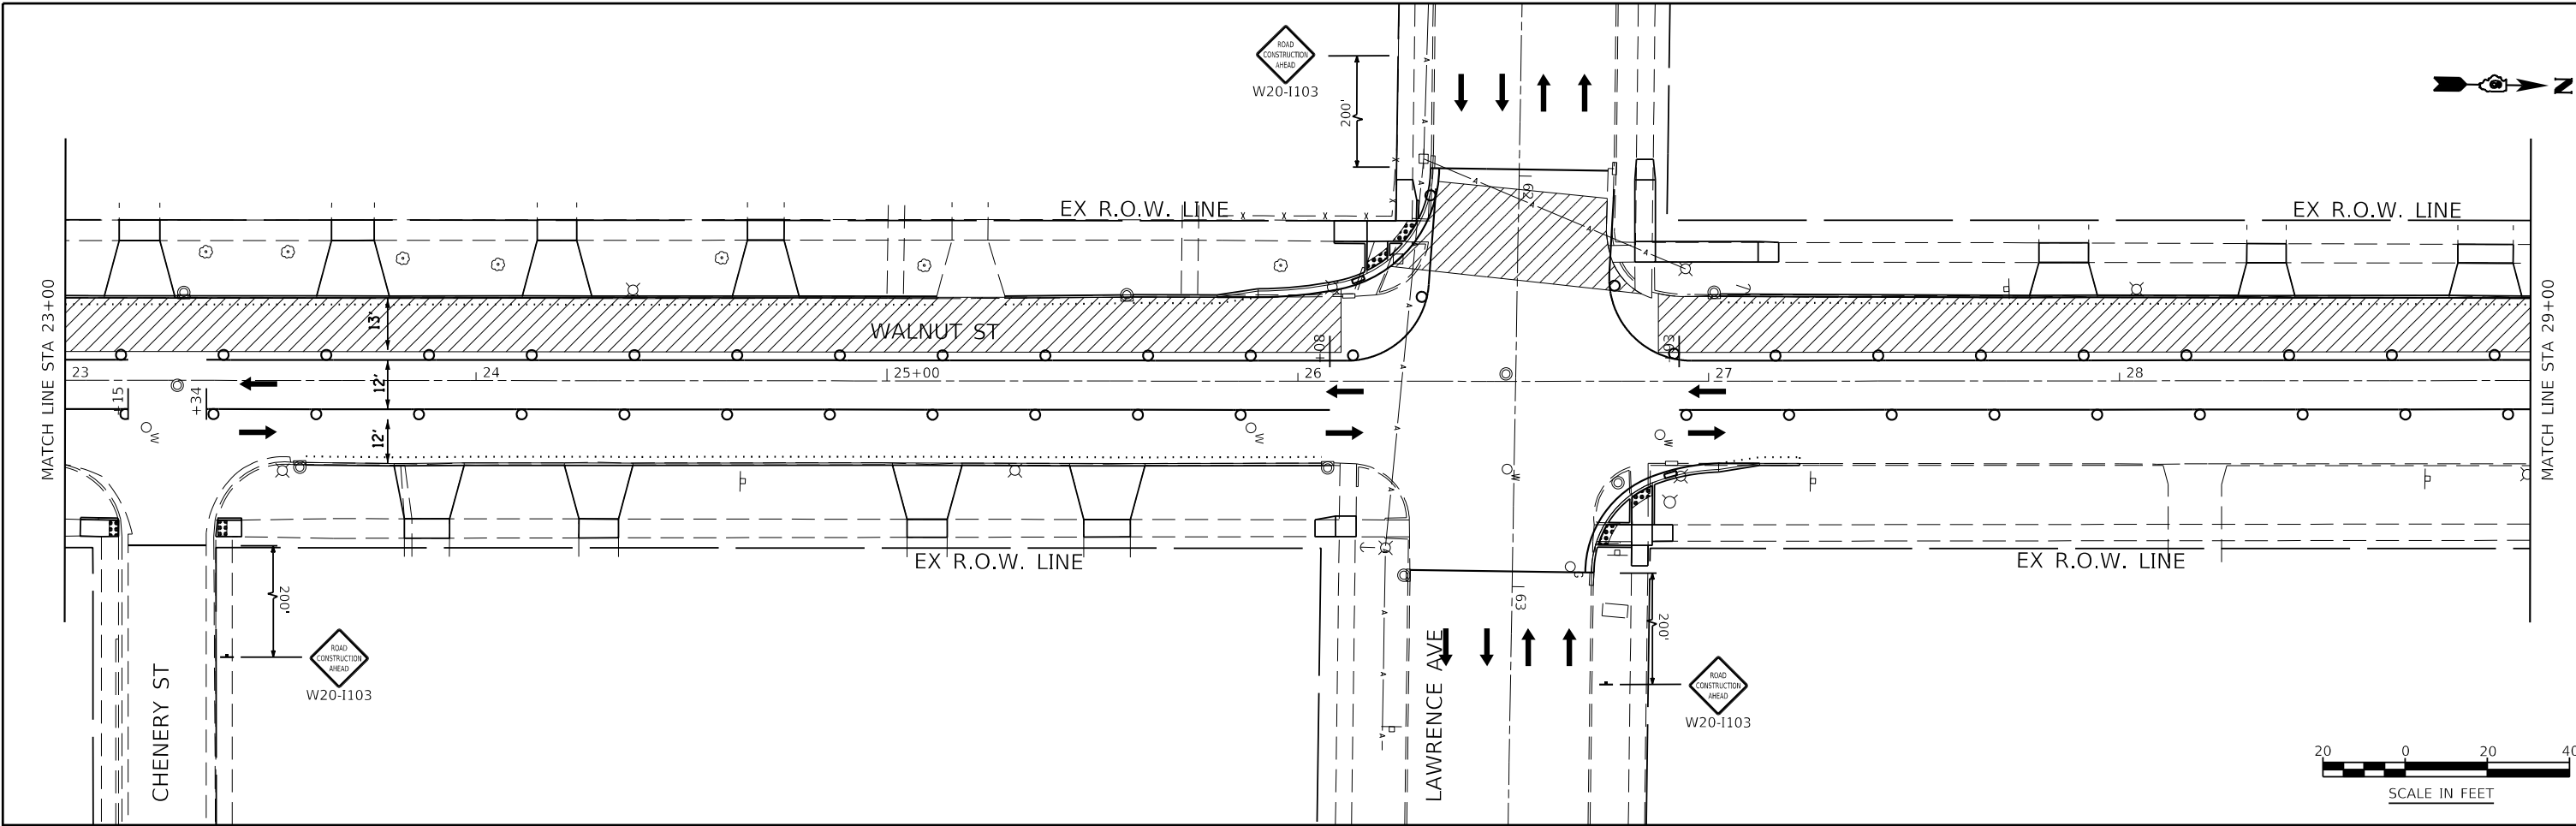 ROAD
CONSTRUCTION
AHEAD
W20-I103
200'
N
62
EX R.O.W. LINE
EX R.O.W. LINE
MATCH LINE STA 23+00
13'
WALNUT ST
+08
+93
MATCH LINE STA 29+00
23
24
25+00
26
27
28
12'
+15
+34
12'
W
W
W
W
EX R.O.W. LINE
EX R.O.W. LINE
G
200'
63
200'
ROAD
CONSTRUCTION
AHEAD
W20-I103
CHENERY ST
LAWRENCE AVE
ROAD
CONSTRUCTION
AHEAD
W20-I103
20 0 20 40
SCALE IN FEET